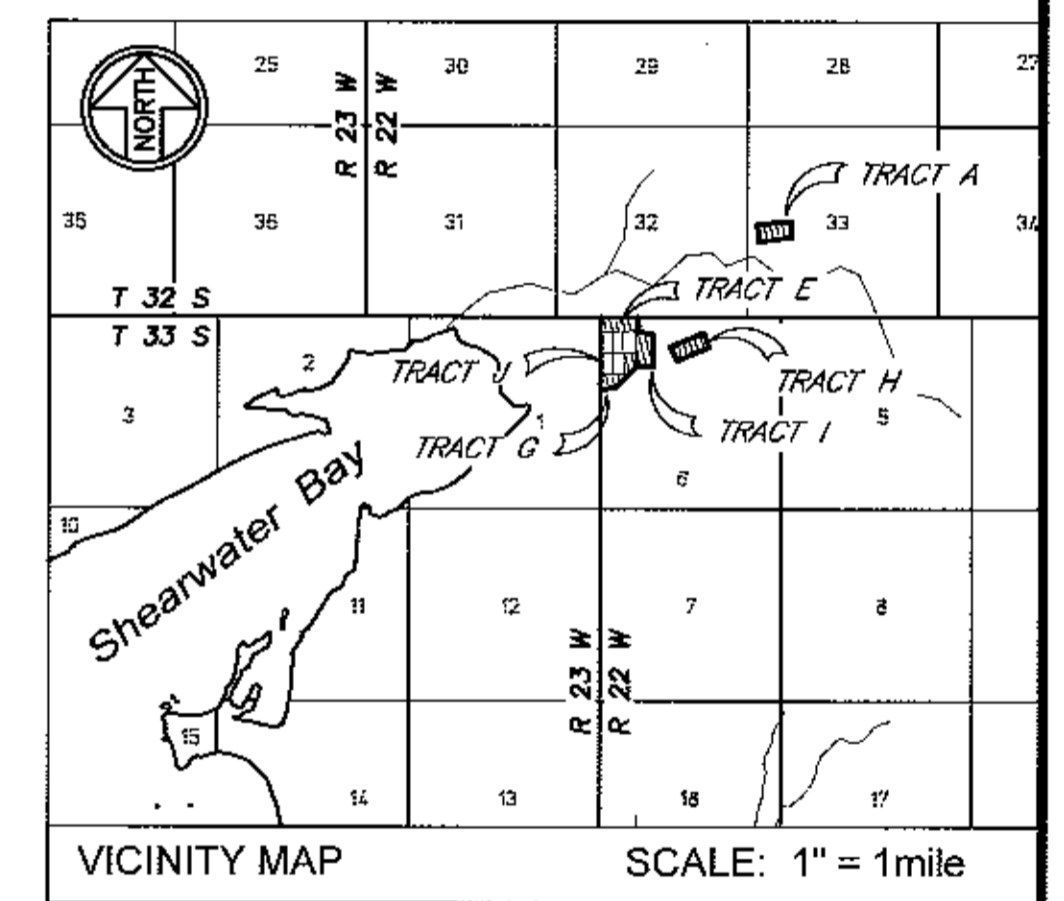 NORTH
25 30 29 28 27
R 23 W
R 22 W
TRACT A
35 36 31 32 33 34
T 32 S
T 33 S
TRACT E
2
TRACT J
TRACT H
3 1 5
TRACT G
TRACT I
6
Shearwater Bay
10
11 12 7 8
R 23 W
R 22 W
15
14 13 18 17
VICINITY MAP SCALE: 1" = 1mile